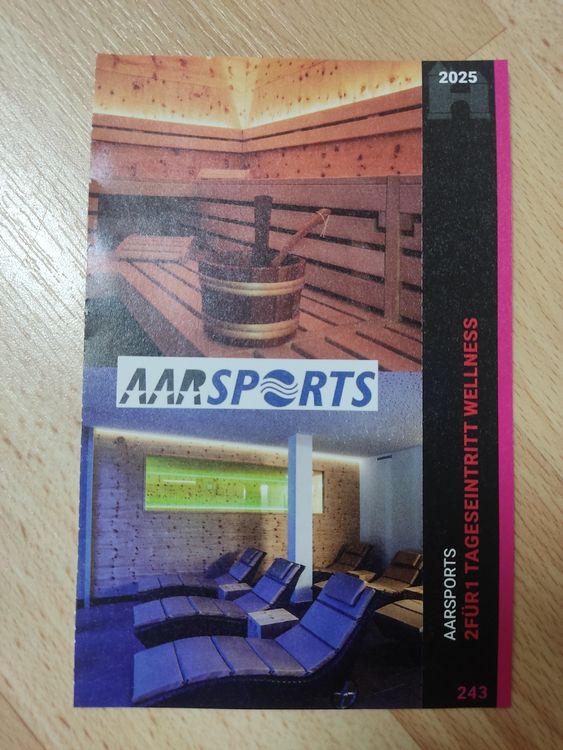 2025
AARSPORTS
AARSPORTS
2FÜR1 TAGESEINTRITT WELLNESS
243